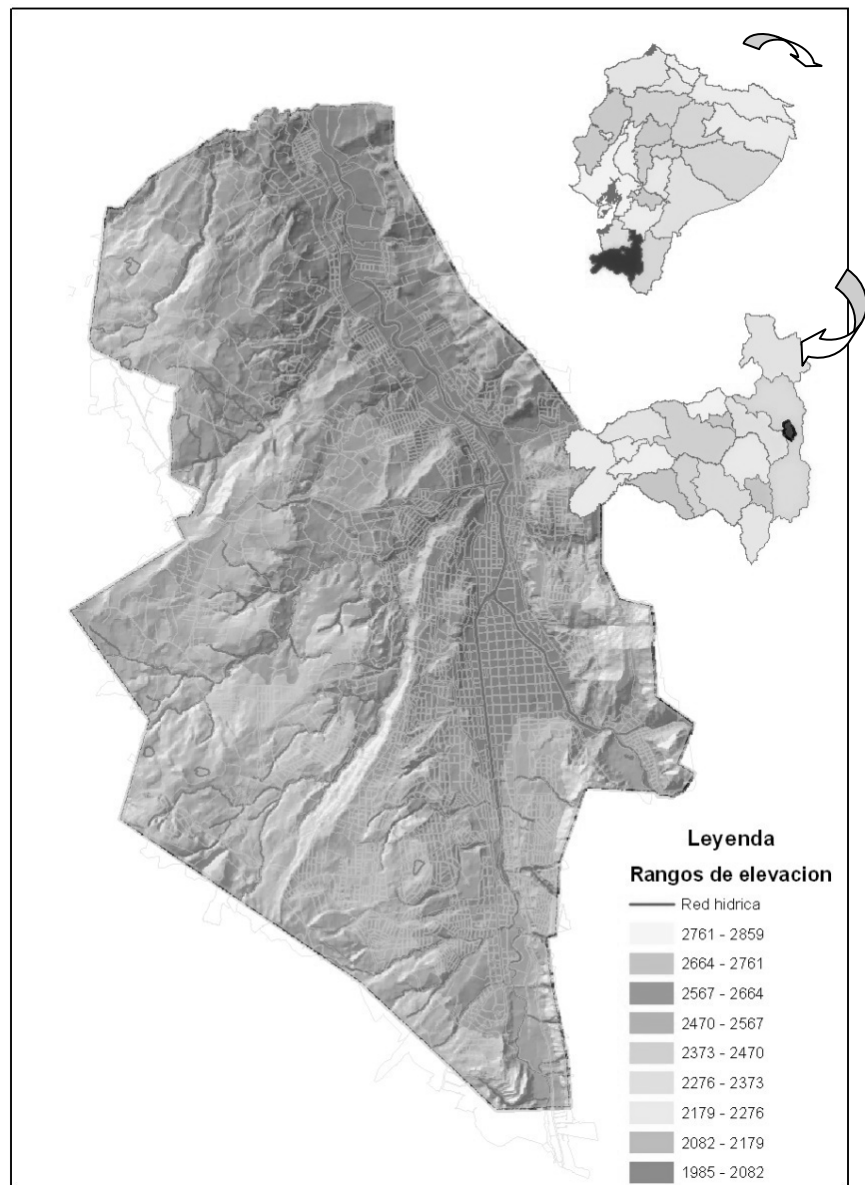 Leyenda
Rangos de elevacion
Red hidrica
2761 - 2859
2664 - 2761
2567 - 2664
2470 - 2567
2373 - 2470
2276 - 2373
2179 - 2276
2082 - 2179
1985 - 2082